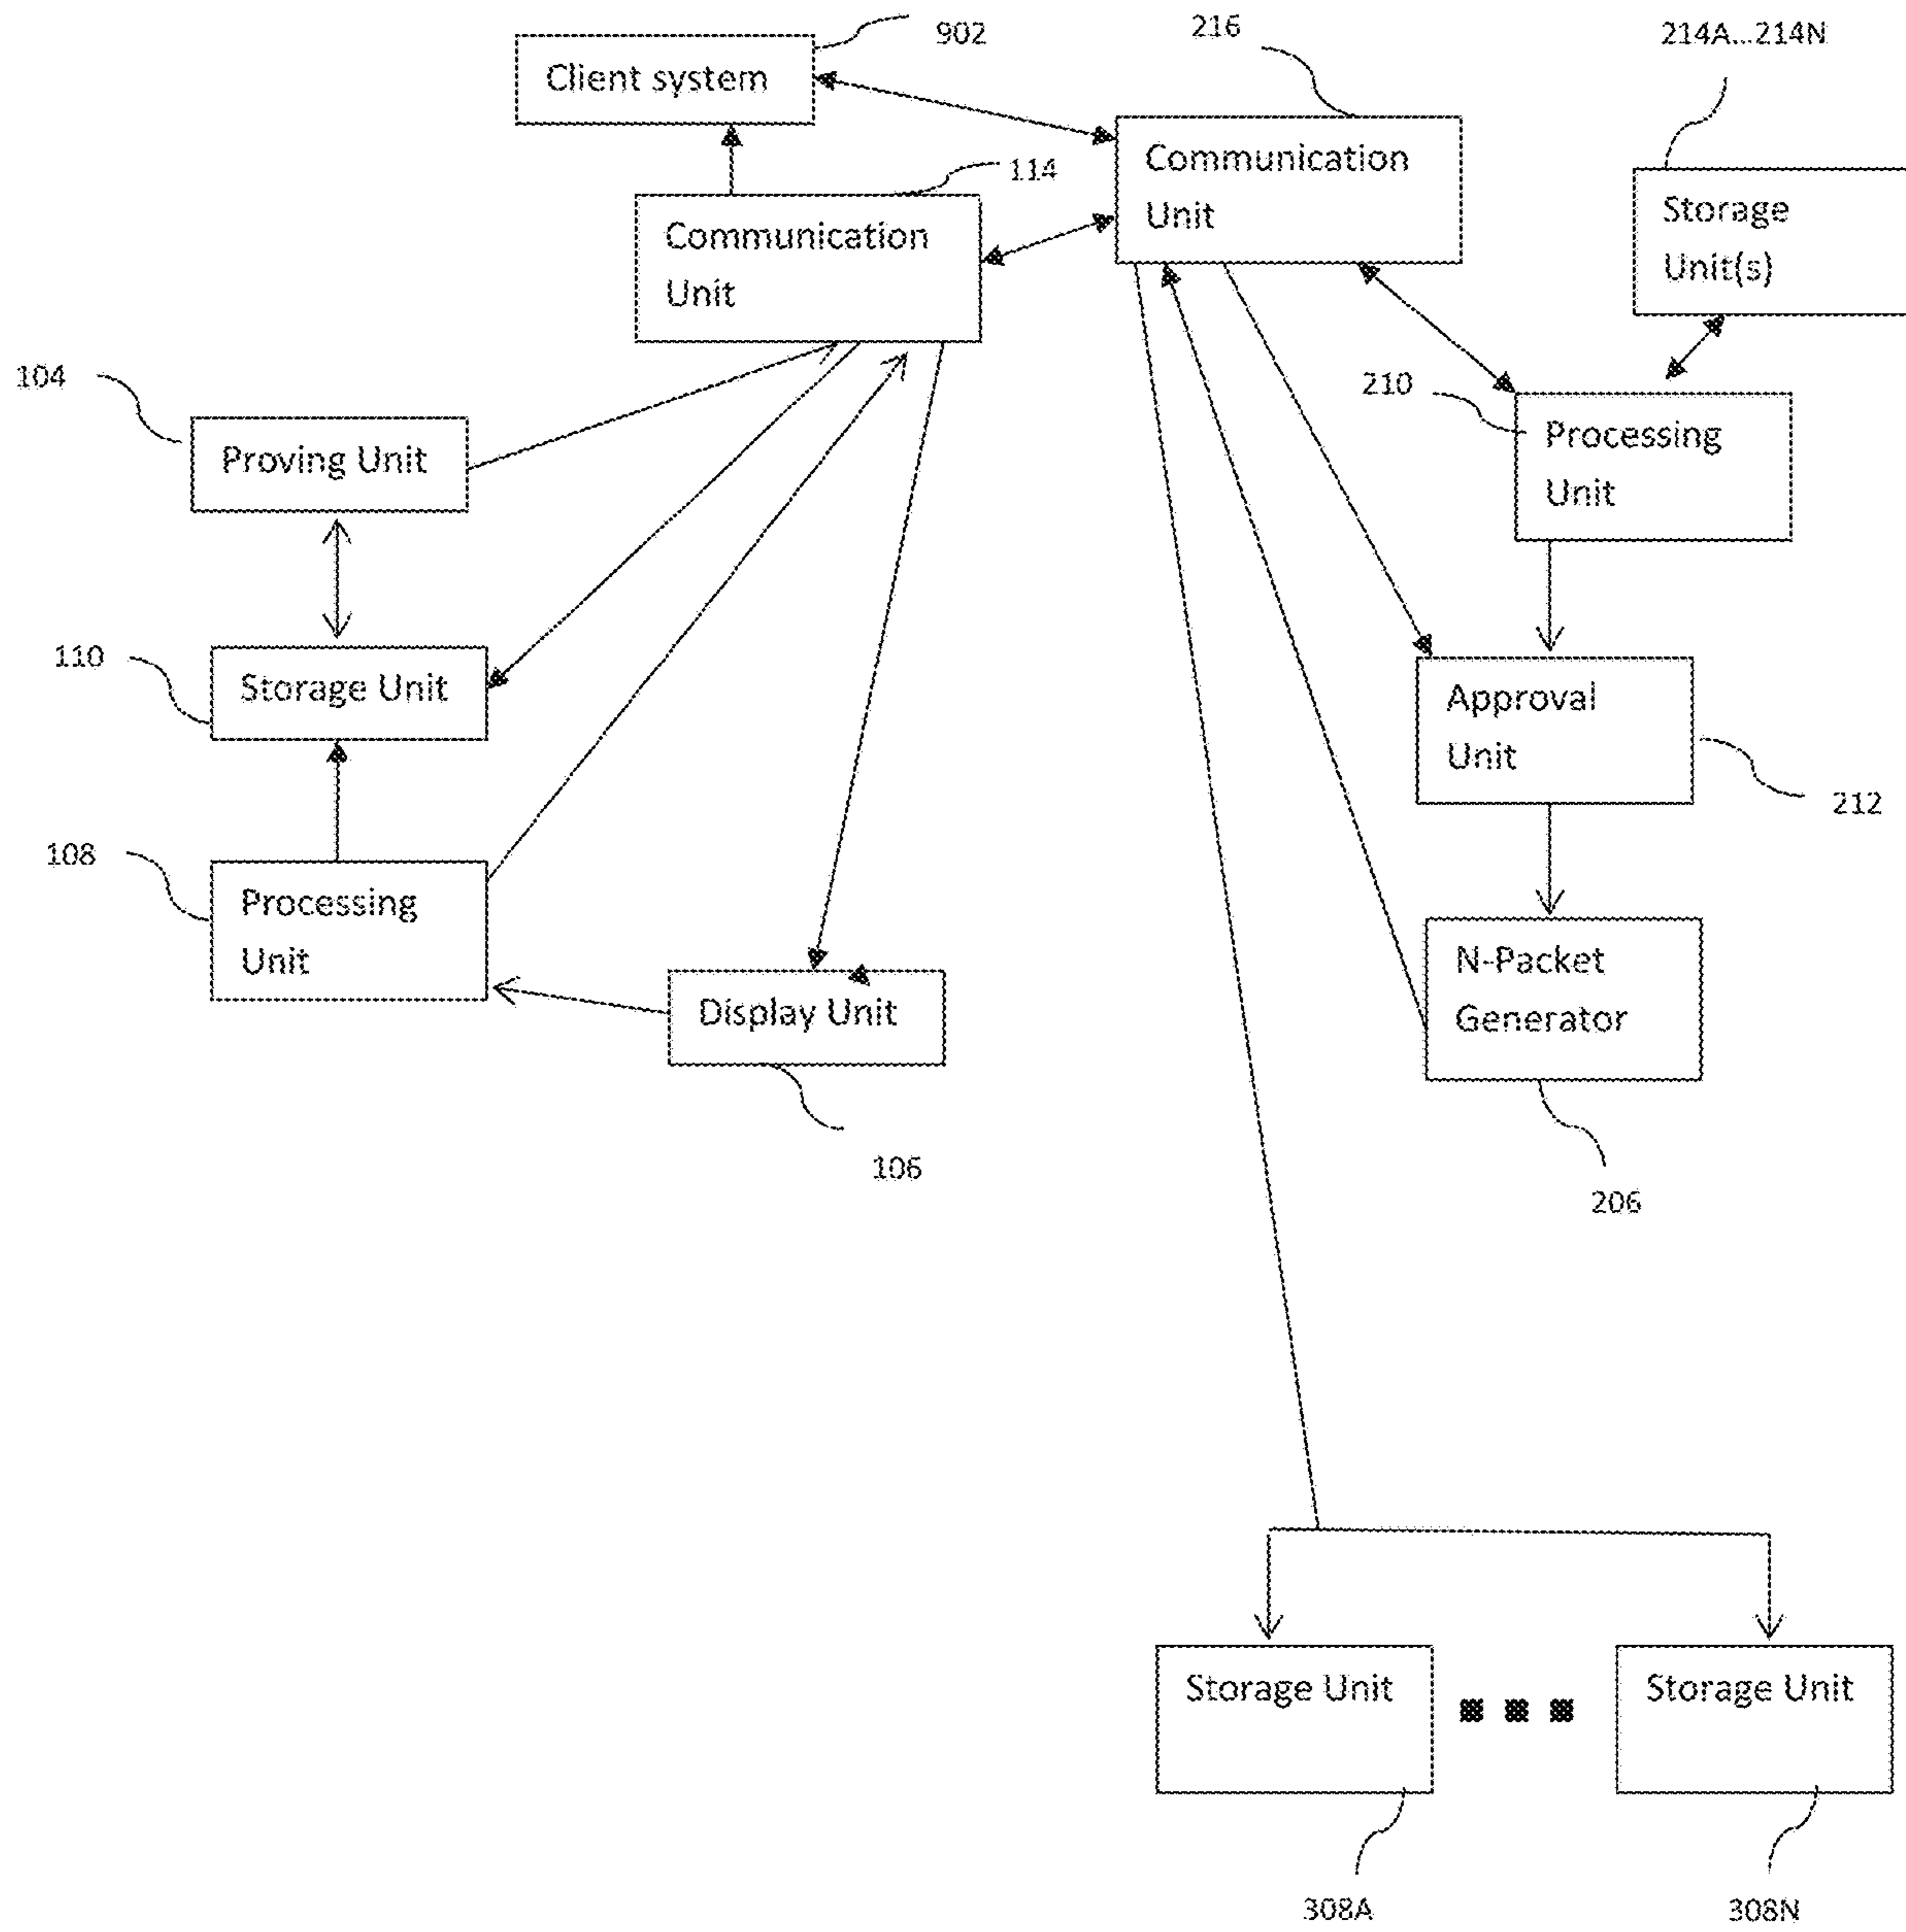 902
216
214A...214N
Client system
114
Communication
Unit
Communication
Unit
Storage
Unit(s)
104
210
Proving Unit
Processing
Unit
110
Storage Unit
Approval
Unit
212
108
Processing
Unit
N-Packet
Generator
Display Unit
106
206
Storage Unit
Storage Unit
308A
308N